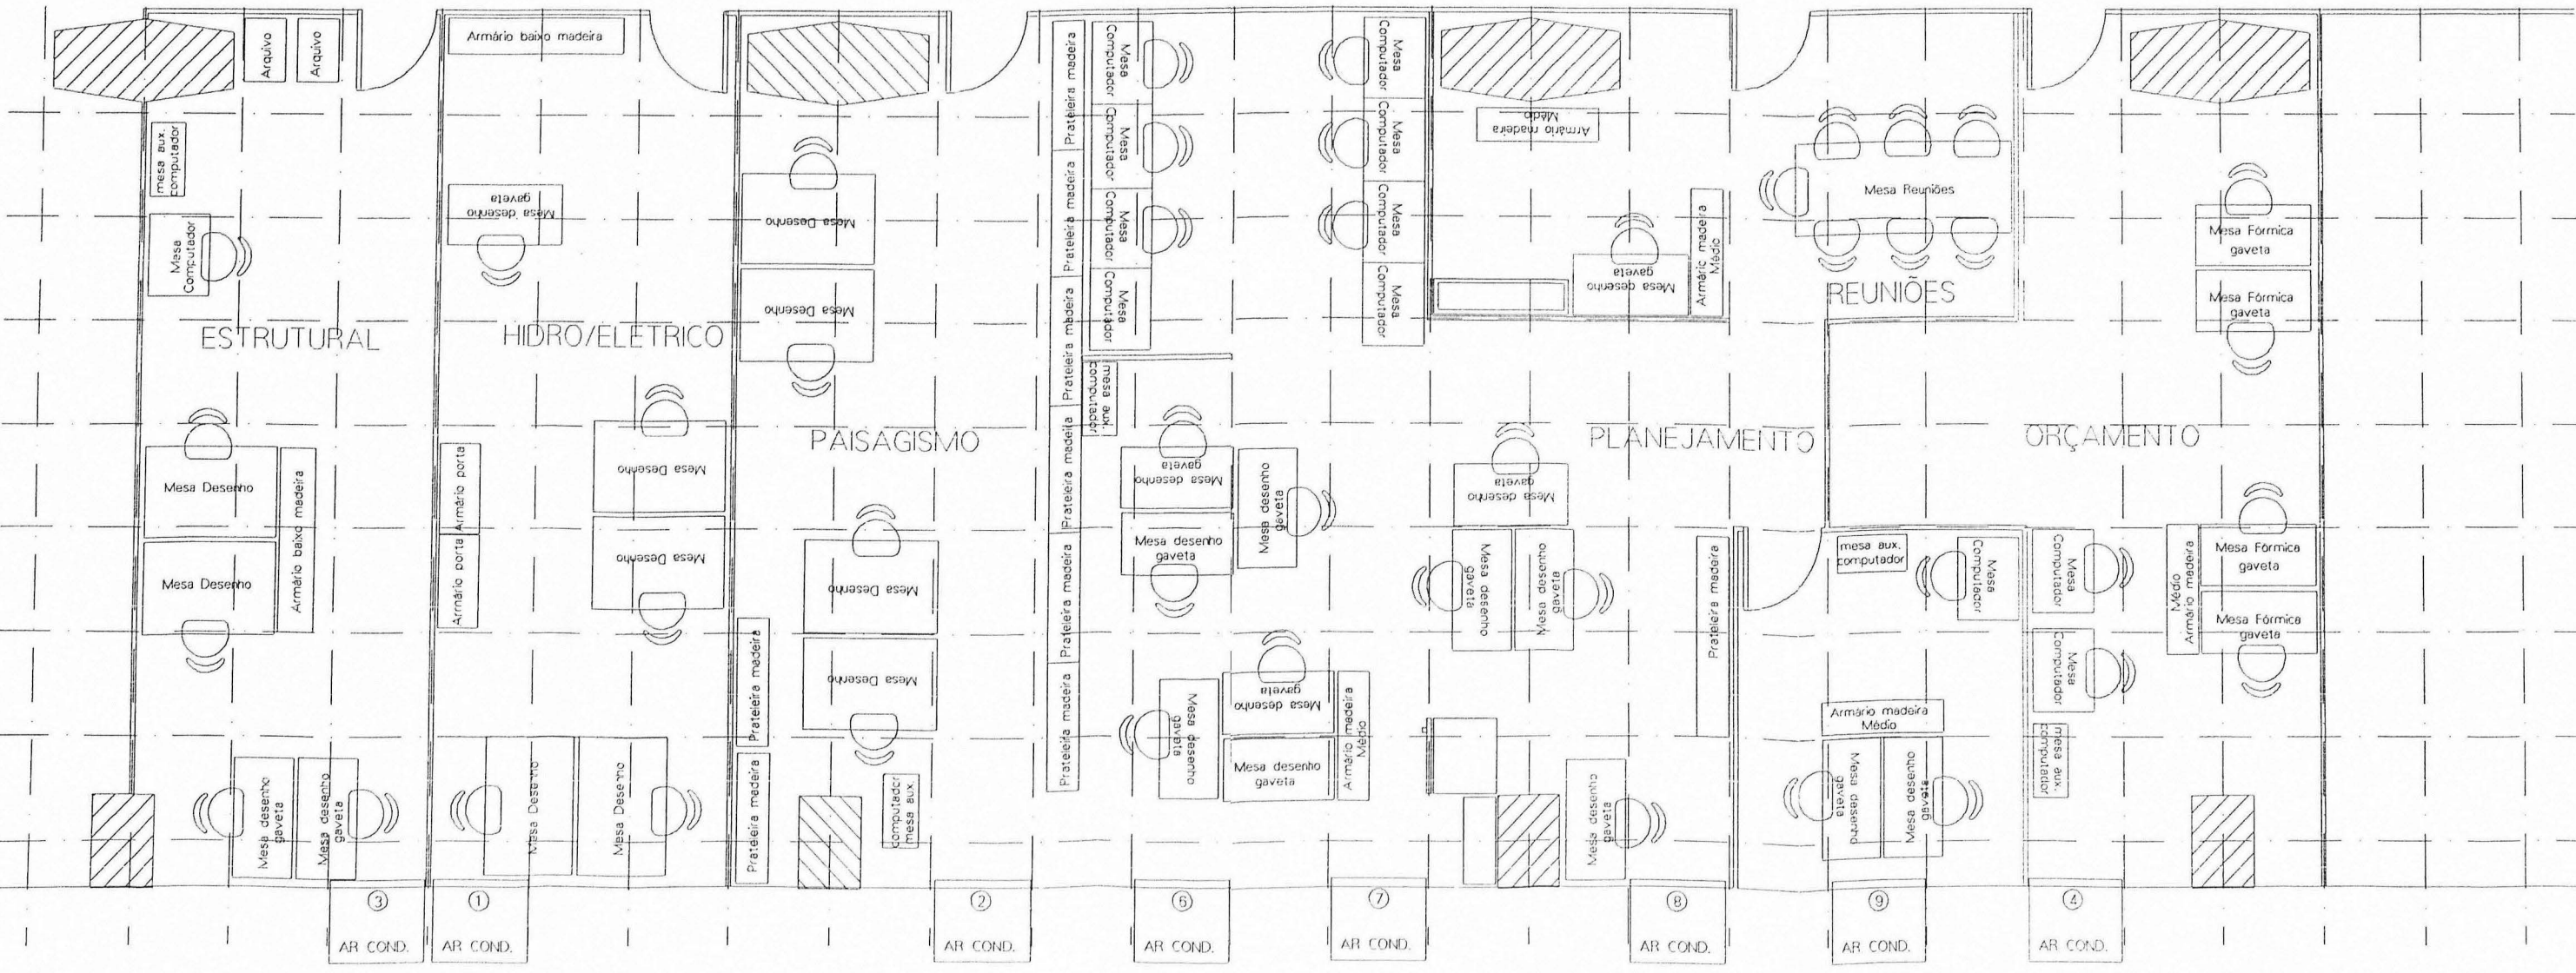 Arquivo
Arquivo
mesa aux.
computador
Mesa
Computador
ESTRUTURAL
Mesa Desenho
Mesa Desenho
Armário baixo madeira
Mesa desenho
gaveta
Mesa desenho
gaveta
Armário baixo madeira
Mesa desenho
gaveta
HIDRO/ELÉTRICO
Armário porta
Armário porta
Mesa Desenho
Mesa Desenho
Mesa Desenho
Mesa Desenho
Mesa Desenho
Mesa Desenho
PAISAGISMO
Mesa Desenho
Mesa Desenho
Prateleira madeira
Prateleira madeira
mesa aux.
computador
Prateleira madeira
Prateleira madeira
Prateleira madeira
Prateleira madeira
Prateleira madeira
Prateleira madeira
Mesa
Computador
Mesa
Computador
Mesa
Computador
Mesa
Computador
mesa aux.
computador
Mesa
Computador
Mesa
Computador
Mesa
Computador
Mesa
Computador
Mesa desenho
gaveta
Mesa desenho
gaveta
Mesa desenho
gaveta
Mesa desenho
gaveta
Mesa desenho
gaveta
Mesa desenho
gaveta
Armário madeira
Médio
Armário madeira
Médio
Mesa desenho
gaveta
Armário madeira
Médio
PLANEJAMENTO
Mesa desenho
gaveta
Mesa desenho
gaveta
Mesa desenho
gaveta
Prateleira madeira
Mesa desenho
gaveta
Mesa Reuniões
REUNIÕES
mesa aux.
computador
Mesa
Computador
Armário madeira
Médio
Mesa desenho
gaveta
Mesa desenho
gaveta
Mesa Fórmica
gaveta
Mesa Fórmica
gaveta
ORÇAMENTO
Mesa
Computador
Mesa
Computador
mesa aux.
computador
Médio
Armário madeira
Mesa Fórmica
gaveta
Mesa Fórmica
gaveta
3
AR COND.
1
AR COND.
2
AR COND.
6
AR COND.
7
AR COND.
8
AR COND.
9
AR COND.
4
AR COND.